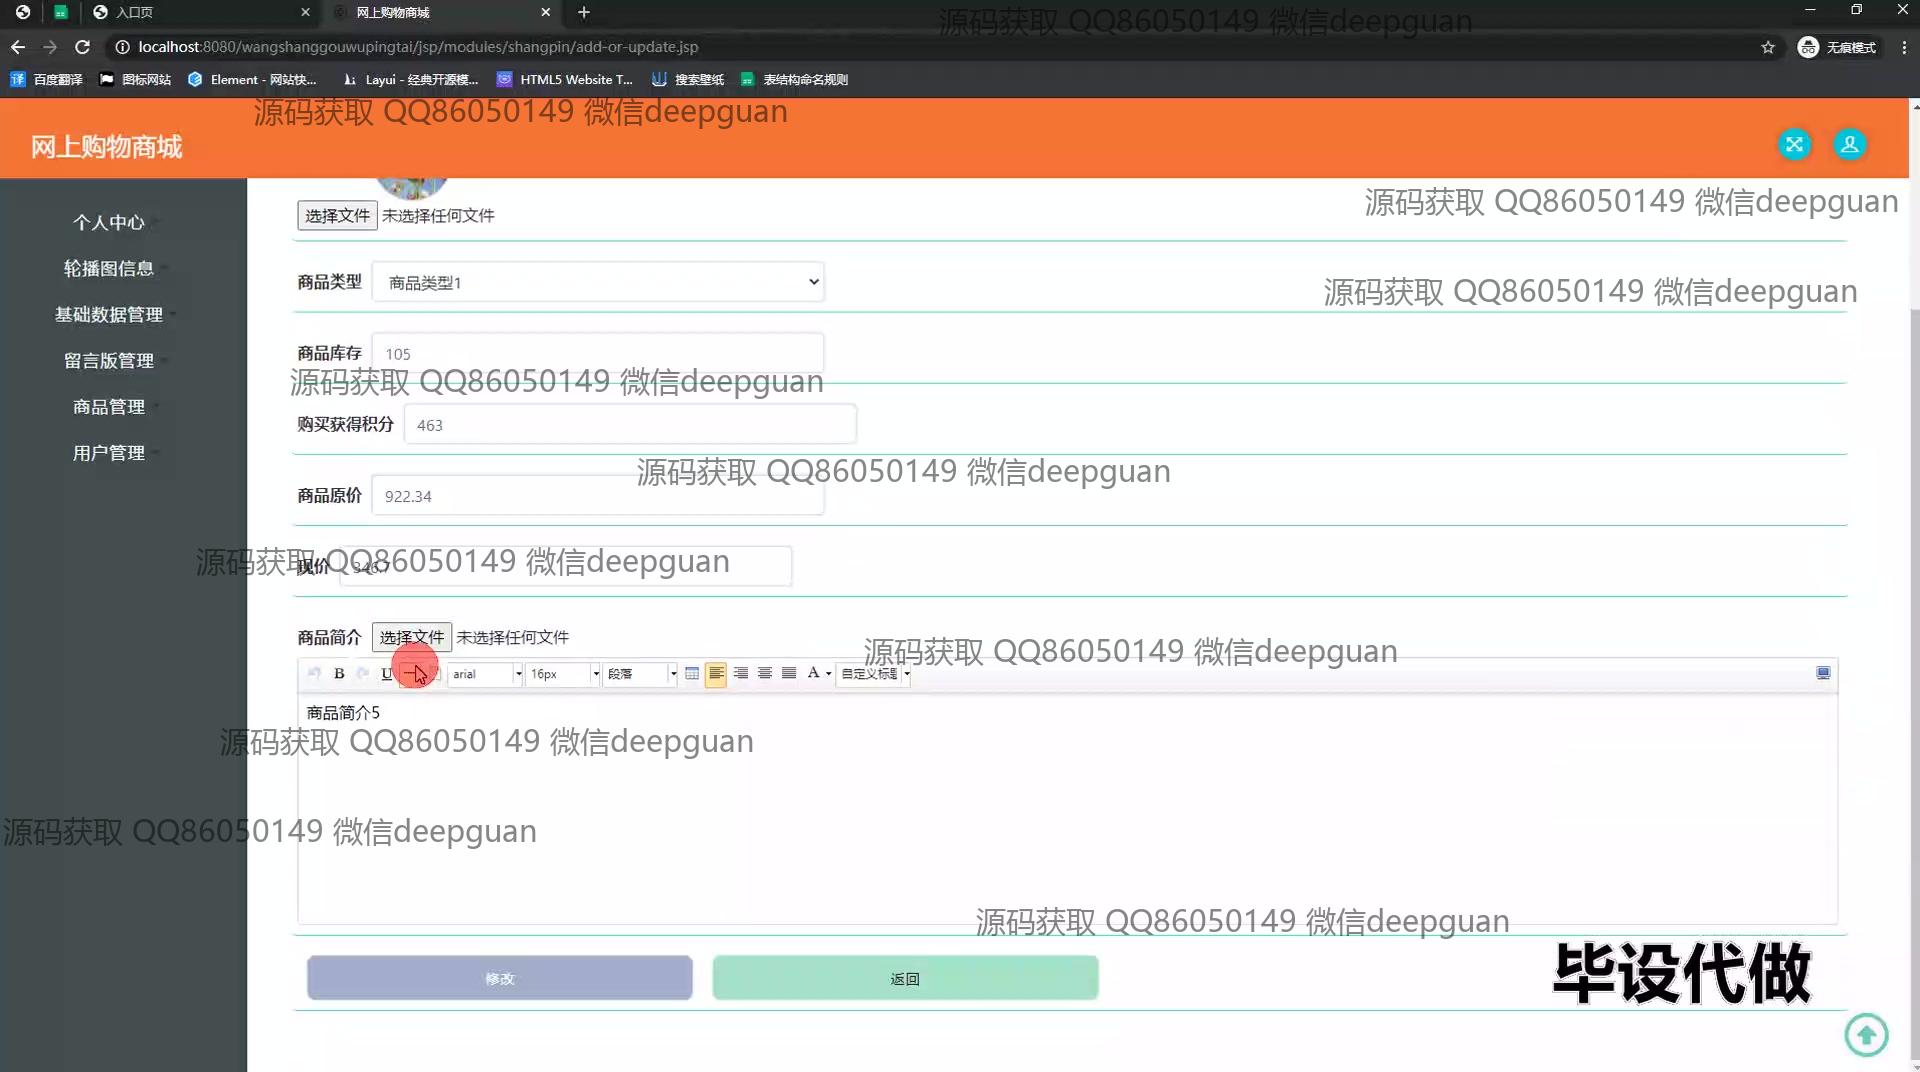 入口页
网上购物商城
localhost:8080/wangshanggouwupingtai/jsp/modules/shangpin/add-or-update.jsp
无痕模式
源码获取 QQ86050149 微信deepguan
译 百度翻译 图标网站 Element - 网站快... Layui - 经典开源模... HTML5 Website T... 搜索壁纸 表结构命名规则
源码获取 QQ86050149 微信deepguan
网上购物商城
个人中心
轮播图信息
基础数据管理
留言版管理
商品管理
用户管理
选择文件 未选择任何文件
源码获取 QQ86050149 微信deepguan
商品类型 商品类型1
源码获取 QQ86050149 微信deepguan
商品库存 105
源码获取 QQ86050149 微信deepguan
购买获得积分 463
源码获取 QQ86050149 微信deepguan
商品原价 922.34
源码获取 QQ86050149 微信deepguan
现价 346.7
商品简介 选择文件 未选择任何文件
源码获取 QQ86050149 微信deepguan
B U arial 16px 段落 A 自定义标题
商品简介5
源码获取 QQ86050149 微信deepguan
源码获取 QQ86050149 微信deepguan
源码获取 QQ86050149 微信deepguan
修改 返回
毕设代做